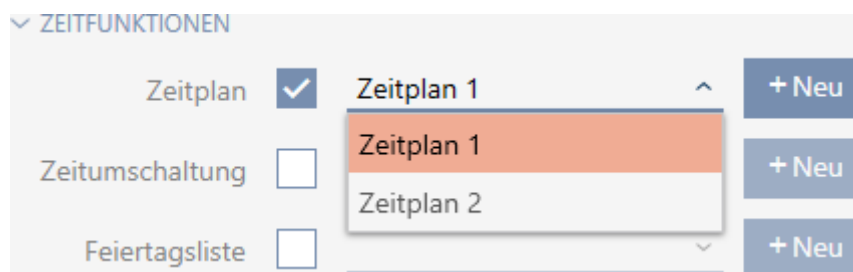 ZEITFUNKTIONEN
Zeitplan Zeitplan 1 + Neu
Zeitplan 1
Zeitumschaltung + Neu
Zeitplan 2
Feiertagsliste + Neu